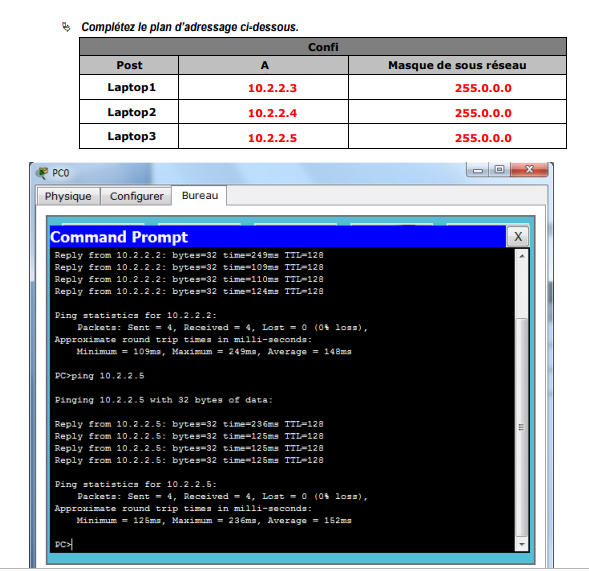 Complétez le plan d'adressage ci-dessous.
Confi
Post A Masque de sous réseau
Laptop1 10.2.2.3 255.0.0.0
Laptop2 10.2.2.4 255.0.0.0
Laptop3 10.2.2.5 255.0.0.0
PC0
Physique Configurer Bureau
Command Prompt X
Reply from 10.2.2.2: bytes=32 time=249ms TTL=128
Reply from 10.2.2.2: bytes=32 time=109ms TTL=128
Reply from 10.2.2.2: bytes=32 time=110ms TTL=128
Reply from 10.2.2.2: bytes=32 time=124ms TTL=128
Ping statistics for 10.2.2.2:
Packets: Sent = 4, Received = 4, Lost = 0 (0% loss),
Approximate round trip times in milli-seconds:
Minimum = 109ms, Maximum = 249ms, Average = 148ms
PC>ping 10.2.2.5
Pinging 10.2.2.5 with 32 bytes of data:
Reply from 10.2.2.5: bytes=32 time=236ms TTL=128
Reply from 10.2.2.5: bytes=32 time=125ms TTL=128
Reply from 10.2.2.5: bytes=32 time=125ms TTL=128
Reply from 10.2.2.5: bytes=32 time=125ms TTL=128
Ping statistics for 10.2.2.5:
Packets: Sent = 4, Received = 4, Lost = 0 (0% loss),
Approximate round trip times in milli-seconds:
Minimum = 125ms, Maximum = 236ms, Average = 152ms
PC>